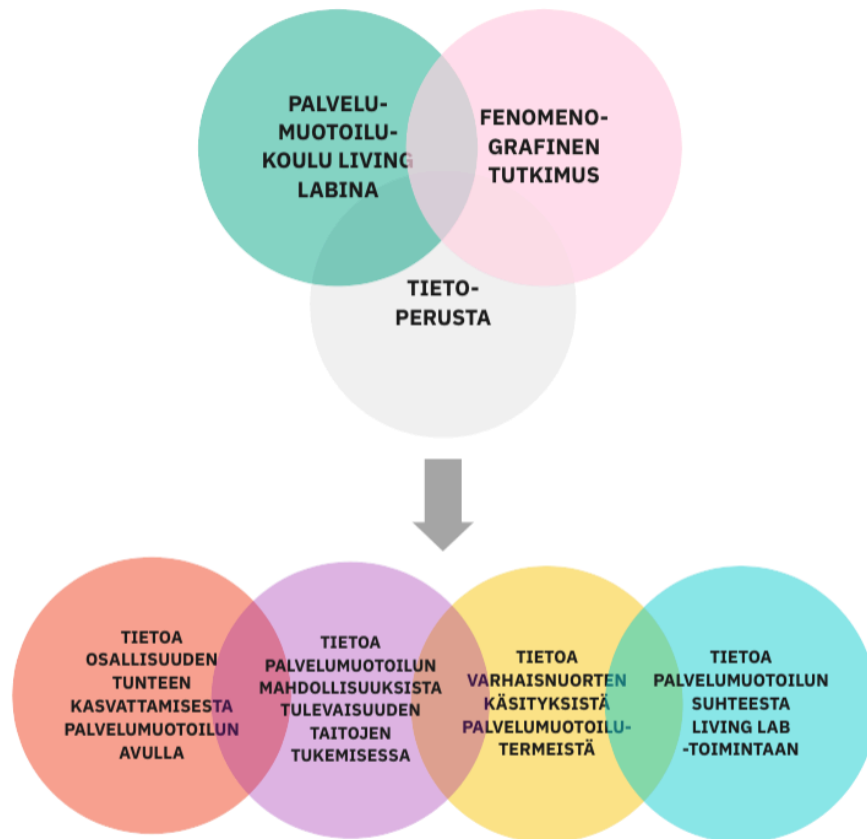 PALVELU-
MUOTOILU-
KOULU LIVING
LABINA
FENOMENO-
GRAFINEN
TUTKIMUS
TIETO-
PERUSTA
TIETOA
OSALLISUUDEN
TUNTEEN
KASVATTAMISESTA
PALVELUMUOTOILUN
AVULLA
TIETOA
PALVELUMUOTOILUN
MAHDOLLISUUKSISTA
TULEVAISUUDEN
TAITOJEN
TUKEMISESSA
TIETOA
VARHAISNUORTEN
KÄSITYKSISTÄ
PALVELUMUOTOILU-
TERMEISTÄ
TIETOA
PALVELUMUOTOILUN
SUHTEESTA
LIVING LAB
-TOIMINTAAN